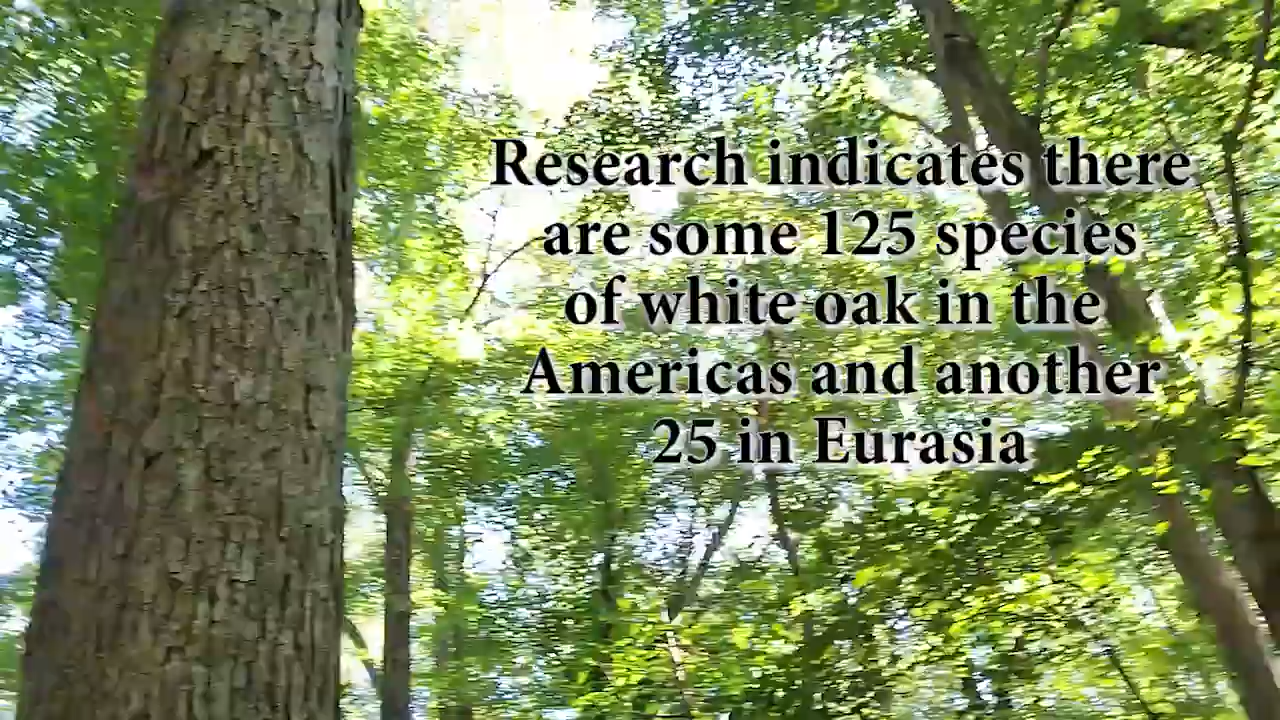 Research indicates there
are some 125 species
of white oak in the
Americas and another
25 in Eurasia